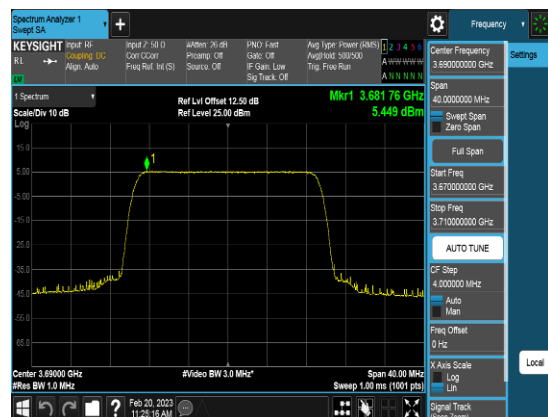 Spectrum Analyzer 1
Swept SA
+
Frequency
KEYSIGHT
Input: RF
Coupling: DC
Align: Auto
Input Z: 50 Ω
Corr CCorr
Freq Ref: Int (S)
#Atten: 26 dB
Preamp: Off
Source: Off
PNO: Fast
Gate: Off
IF Gain: Low
Sig Track: Off
Avg Type: Power (RMS)
Avg|Hold: 500/500
Trig: Free Run
1 2 3 4 5 6
A W W W W W
A N N N N N
RL
1 Spectrum
Scale/Div 10 dB
Log
Ref Lvl Offset 12.50 dB
Ref Level 25.00 dBm
Mkr1 3.681 76 GHz
5.449 dBm
1
15.0
5.00
-5.00
-15.0
-25.0
-35.0
-45.0
-55.0
-65.0
Center 3.69000 GHz
#Res BW 1.0 MHz
#Video BW 3.0 MHz*
Span 40.00 MHz
Sweep 1.00 ms (1001 pts)
Feb 20, 2023
11:25:16 AM
?
Center Frequency
3.690000000 GHz
Span
40.0000000 MHz
Swept Span
Zero Span
Full Span
Start Freq
3.670000000 GHz
Stop Freq
3.710000000 GHz
AUTO TUNE
CF Step
4.000000 MHz
Auto
Man
Freq Offset
0 Hz
X Axis Scale
Log
Lin
Signal Track
Settings
Local